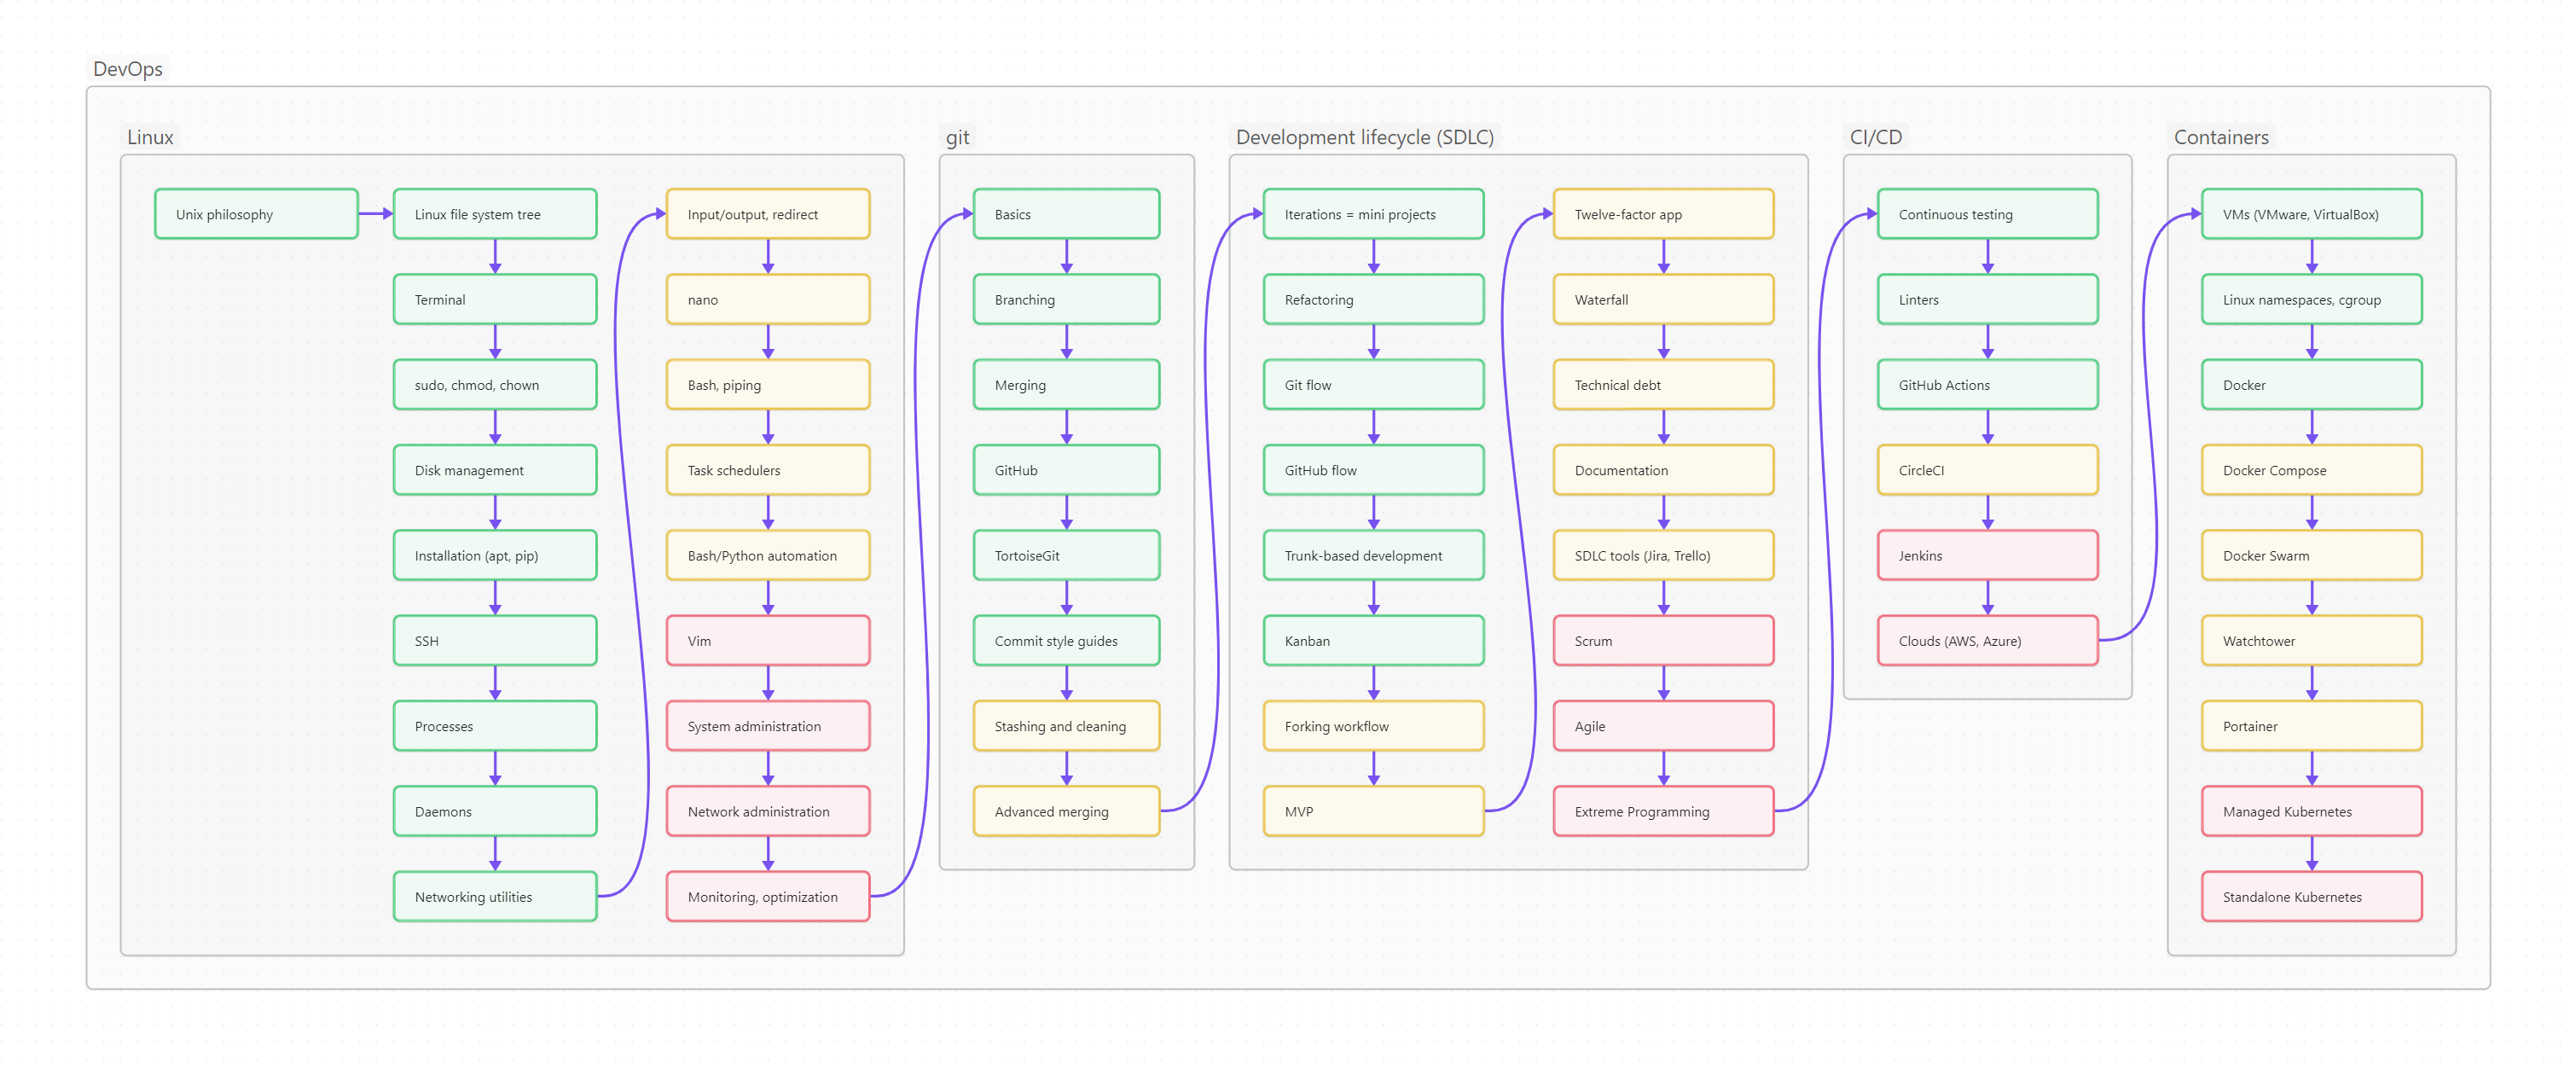 DevOps
Linux
Unix philosophy
Linux file system tree
Terminal
sudo, chmod, chown
Disk management
Installation (apt, pip)
SSH
Processes
Daemons
Networking utilities
Input/output, redirect
nano
Bash, piping
Task schedulers
Bash/Python automation
Vim
System administration
Network administration
Monitoring, optimization
git
Basics
Branching
Merging
GitHub
TortoiseGit
Commit style guides
Stashing and cleaning
Advanced merging
Development lifecycle (SDLC)
Iterations = mini projects
Refactoring
Git flow
GitHub flow
Trunk-based development
Kanban
Forking workflow
MVP
Twelve-factor app
Waterfall
Technical debt
Documentation
SDLC tools (Jira, Trello)
Scrum
Agile
Extreme Programming
CI/CD
Continuous testing
Linters
GitHub Actions
CircleCI
Jenkins
Clouds (AWS, Azure)
Containers
VMs (VMware, VirtualBox)
Linux namespaces, cgroup
Docker
Docker Compose
Docker Swarm
Watchtower
Portainer
Managed Kubernetes
Standalone Kubernetes